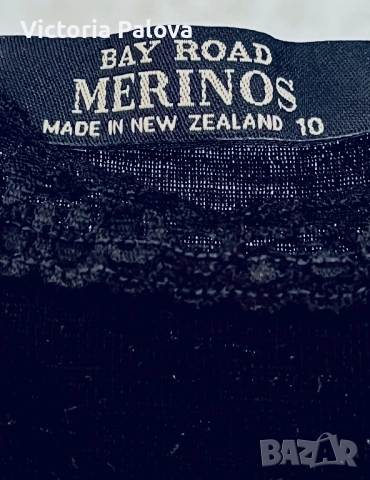 Victoria Palova
BAY ROAD
MERINOS
MADE IN NEW ZEALAND 10
BAZAR